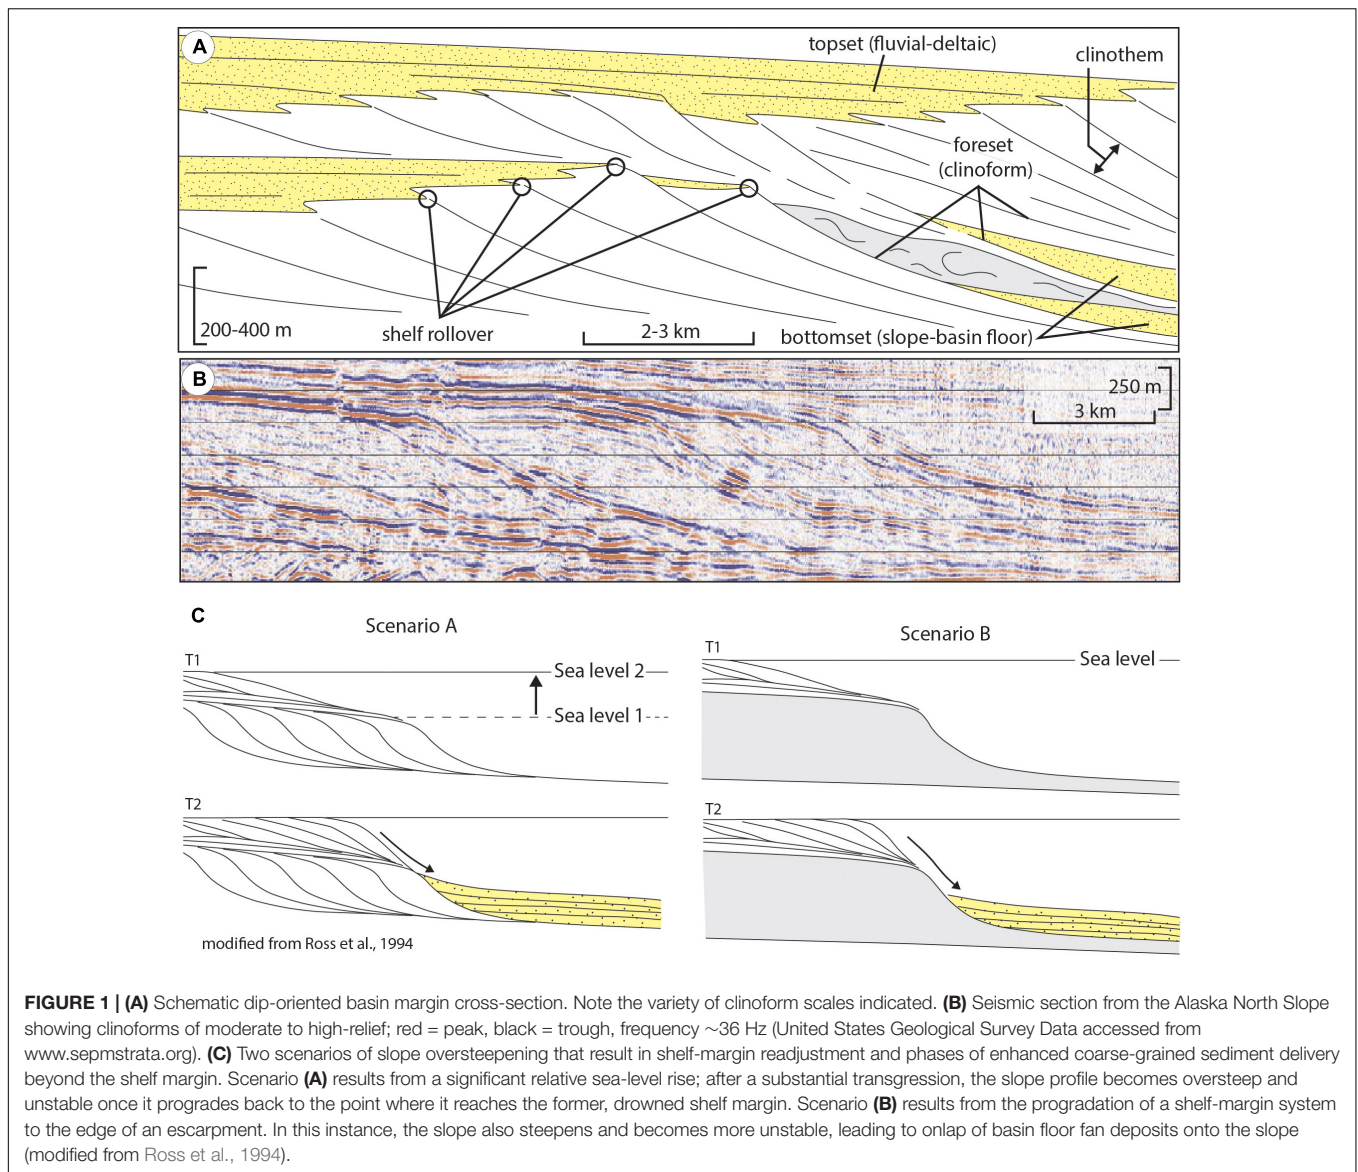 A
topset (fluvial-deltaic)
clinothem
foreset
(clinoform)
200-400 m
shelf rollover
2-3 km
bottomset (slope-basin floor)
B
250 m
3 km
C
Scenario A
Scenario B
T1
Sea level 2
Sea level 1
T1
Sea level
T2
T2
modified from Ross et al., 1994
FIGURE 1 | (A) Schematic dip-oriented basin margin cross-section. Note the variety of clinoform scales indicated. (B) Seismic section from the Alaska North Slope
showing clinoforms of moderate to high-relief; red = peak, black = trough, frequency ∼36 Hz (United States Geological Survey Data accessed from
www.sepmstrata.org). (C) Two scenarios of slope oversteepening that result in shelf-margin readjustment and phases of enhanced coarse-grained sediment delivery
beyond the shelf margin. Scenario (A) results from a significant relative sea-level rise; after a substantial transgression, the slope profile becomes oversteep and
unstable once it progrades back to the point where it reaches the former, drowned shelf margin. Scenario (B) results from the progradation of a shelf-margin system
to the edge of an escarpment. In this instance, the slope also steepens and becomes more unstable, leading to onlap of basin floor fan deposits onto the slope
(modified from Ross et al., 1994).